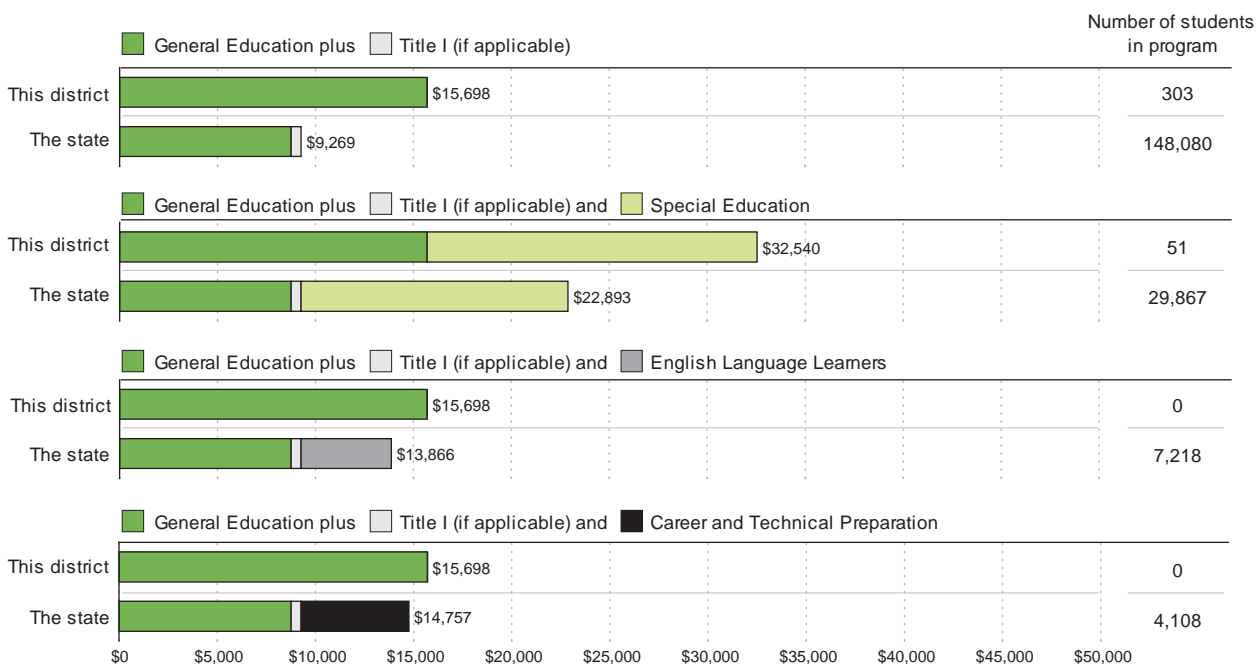 Number of students
in program
General Education plus Title I (if applicable)
This district $15,698 303
The state $9,269 148,080
General Education plus Title I (if applicable) and Special Education
This district $32,540 51
The state $22,893 29,867
General Education plus Title I (if applicable) and English Language Learners
This district $15,698 0
The state $13,866 7,218
General Education plus Title I (if applicable) and Career and Technical Preparation
This district $15,698 0
The state $14,757 4,108
$0 $5,000 $10,000 $15,000 $20,000 $25,000 $30,000 $35,000 $40,000 $45,000 $50,000